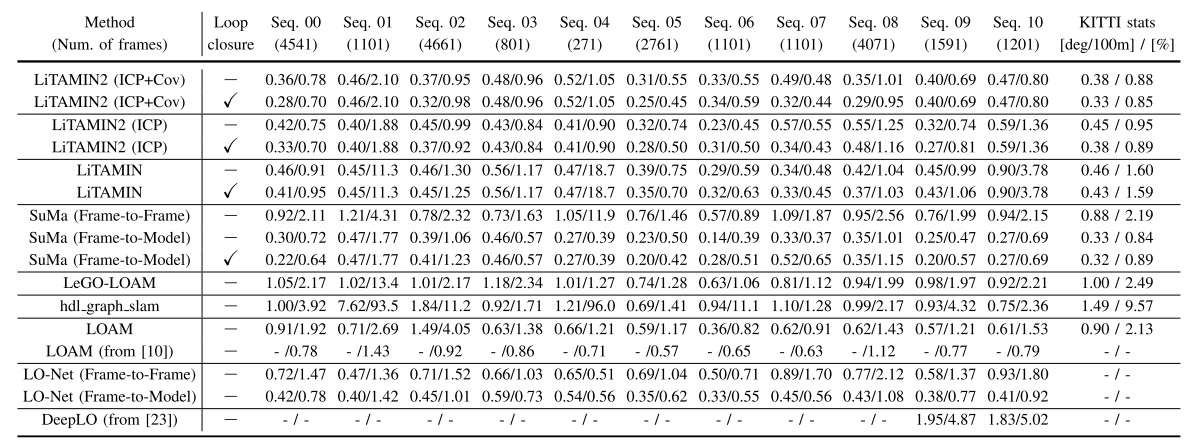 Method Loop Seq. 00 Seq. 01 Seq. 02 Seq. 03 Seq. 04 Seq. 05 Seq. 06 Seq. 07 Seq. 08 Seq. 09 Seq. 10 KITTI stats
(Num. of frames) closure (4541) (1101) (4661) (801) (271) (2761) (1101) (1101) (4071) (1591) (1201) [deg/100m] / [%]
LiTAMIN2 (ICP+Cov) – 0.36/0.78 0.46/2.10 0.37/0.95 0.48/0.96 0.52/1.05 0.31/0.55 0.33/0.55 0.49/0.48 0.35/1.01 0.40/0.69 0.47/0.80 0.38 / 0.88
LiTAMIN2 (ICP+Cov) ✓ 0.28/0.70 0.46/2.10 0.32/0.98 0.48/0.96 0.52/1.05 0.25/0.45 0.34/0.59 0.32/0.44 0.29/0.95 0.40/0.69 0.47/0.80 0.33 / 0.85
LiTAMIN2 (ICP) – 0.42/0.75 0.40/1.88 0.45/0.99 0.43/0.84 0.41/0.90 0.32/0.74 0.23/0.45 0.57/0.55 0.55/1.25 0.32/0.74 0.59/1.36 0.45 / 0.95
LiTAMIN2 (ICP) ✓ 0.33/0.70 0.40/1.88 0.37/0.92 0.43/0.84 0.41/0.90 0.28/0.50 0.31/0.50 0.34/0.43 0.48/1.16 0.27/0.81 0.59/1.36 0.38 / 0.89
LiTAMIN – 0.46/0.91 0.45/11.3 0.46/1.30 0.56/1.17 0.47/18.7 0.39/0.75 0.29/0.59 0.34/0.48 0.42/1.04 0.45/0.99 0.90/3.78 0.46 / 1.60
LiTAMIN ✓ 0.41/0.95 0.45/11.3 0.45/1.25 0.56/1.17 0.47/18.7 0.35/0.70 0.32/0.63 0.33/0.45 0.37/1.03 0.43/1.06 0.90/3.78 0.43 / 1.59
SuMa (Frame-to-Frame) – 0.92/2.11 1.21/4.31 0.78/2.32 0.73/1.63 1.05/11.9 0.76/1.46 0.57/0.89 1.09/1.87 0.95/2.56 0.76/1.99 0.94/2.15 0.88 / 2.19
SuMa (Frame-to-Model) – 0.30/0.72 0.47/1.77 0.39/1.06 0.46/0.57 0.27/0.39 0.23/0.50 0.14/0.39 0.33/0.37 0.35/1.01 0.25/0.47 0.27/0.69 0.33 / 0.84
SuMa (Frame-to-Model) ✓ 0.22/0.64 0.47/1.77 0.41/1.23 0.46/0.57 0.27/0.39 0.20/0.42 0.28/0.51 0.52/0.65 0.35/1.15 0.20/0.57 0.27/0.69 0.32 / 0.89
LeGO-LOAM – 1.05/2.17 1.02/13.4 1.01/2.17 1.18/2.34 1.01/1.27 0.74/1.28 0.63/1.06 0.81/1.12 0.94/1.99 0.98/1.97 0.92/2.21 1.00 / 2.49
hdl_graph_slam – 1.00/3.92 7.62/93.5 1.84/11.2 0.92/1.71 1.21/96.0 0.69/1.41 0.94/11.1 1.10/1.28 0.99/2.17 0.93/4.32 0.75/2.36 1.49 / 9.57
LOAM – 0.91/1.92 0.71/2.69 1.49/4.05 0.63/1.38 0.66/1.21 0.59/1.17 0.36/0.82 0.62/0.91 0.62/1.43 0.57/1.21 0.61/1.53 0.90 / 2.13
LOAM (from [10]) – - /0.78 - /1.43 - /0.92 - /0.86 - /0.71 - /0.57 - /0.65 - /0.63 - /1.12 - /0.77 - /0.79 - / -
LO-Net (Frame-to-Frame) – 0.72/1.47 0.47/1.36 0.71/1.52 0.66/1.03 0.65/0.51 0.69/1.04 0.50/0.71 0.89/1.70 0.77/2.12 0.58/1.37 0.93/1.80 - / -
LO-Net (Frame-to-Model) – 0.42/0.78 0.40/1.42 0.45/1.01 0.59/0.73 0.54/0.56 0.35/0.62 0.33/0.55 0.45/0.56 0.43/1.08 0.38/0.77 0.41/0.92 - / -
DeepLO (from [23]) – - / - - / - - / - - / - - / - - / - - / - - / - - / - 1.95/4.87 1.83/5.02 - / -